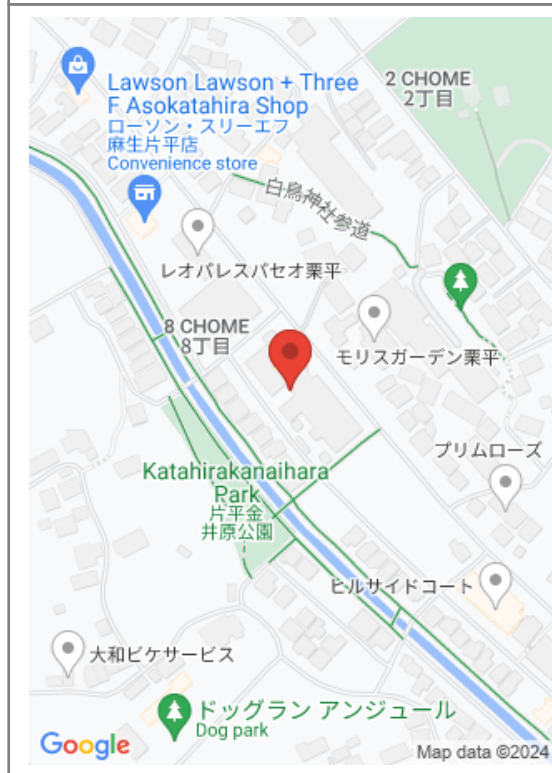 Lawson Lawson + Three
F Asokatahira Shop
ローソン・スリーエフ
麻生片平店
Convenience store
2 CHOME
2丁目
白鳥神社参道
レオパレスパセオ栗平
8 CHOME
8丁目
モリスガーデン栗平
プリムローズ
Katahirakanaihara
Park
片平金
井原公園
ヒルサイドコート
大和ビケサービス
ドッグラン アンジュール
Dog park
Google
Map data ©2024